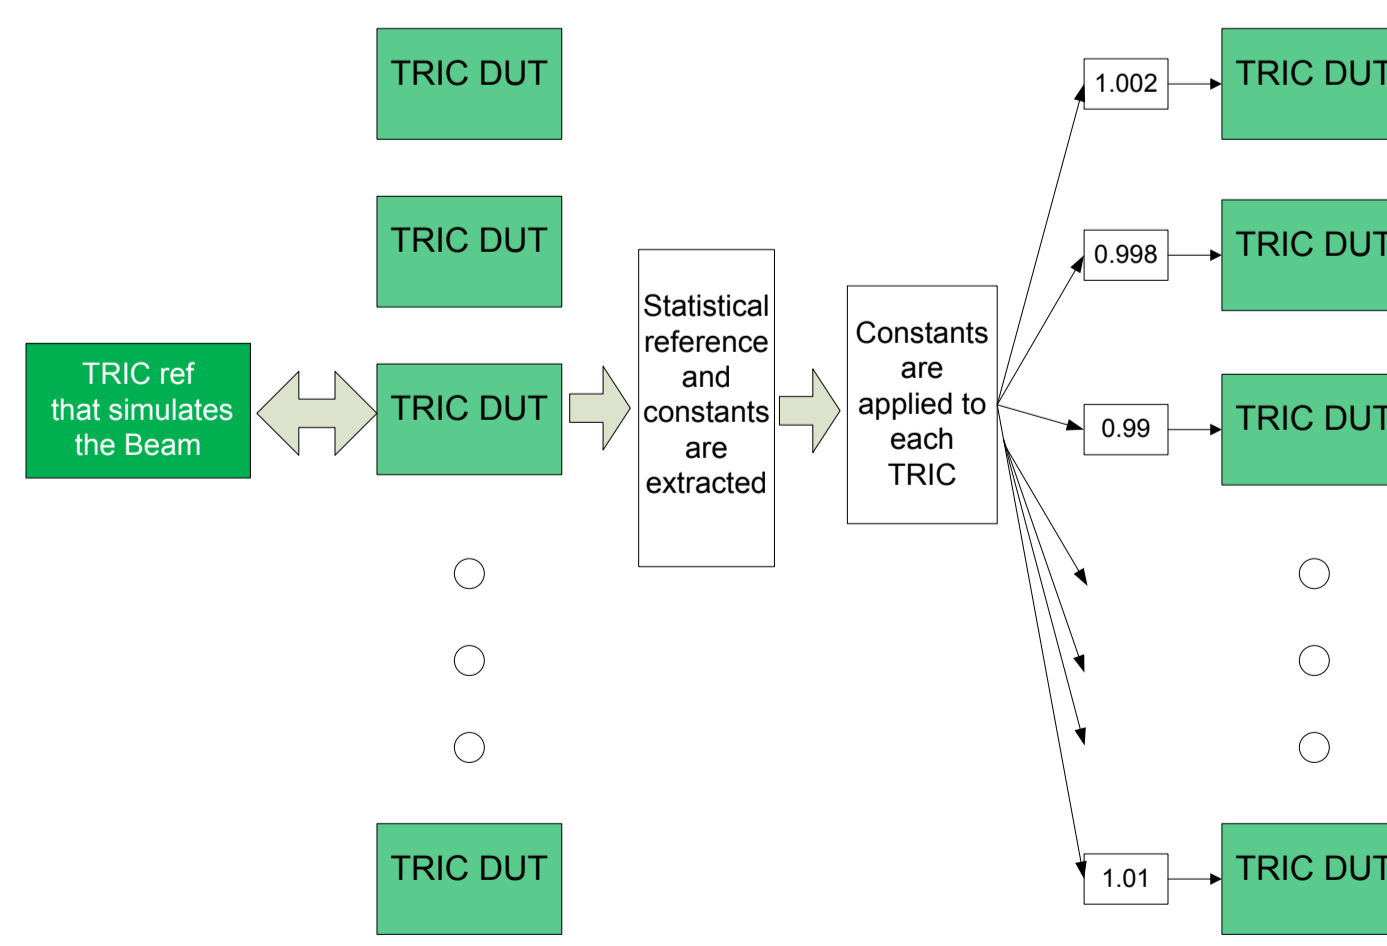 TRIC DUT
TRIC DUT
TRIC ref
that simulates
the Beam
TRIC DUT
TRIC DUT
Statistical
reference
and
constants
are
extracted
Constants
are
applied to
each
TRIC
1.002
TRIC DUT
0.998
TRIC DUT
0.99
TRIC DUT
1.01
TRIC DUT